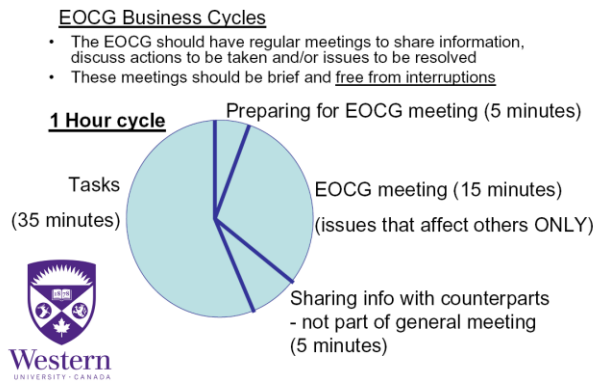 EOCG Business Cycles
• The EOCG should have regular meetings to share information,
discuss actions to be taken and/or issues to be resolved
• These meetings should be brief and free from interruptions
1 Hour cycle
Preparing for EOCG meeting (5 minutes)
Tasks
(35 minutes)
EOCG meeting (15 minutes)
(issues that affect others ONLY)
Sharing info with counterparts
- not part of general meeting
(5 minutes)
1878
Western
UNIVERSITY · CANADA